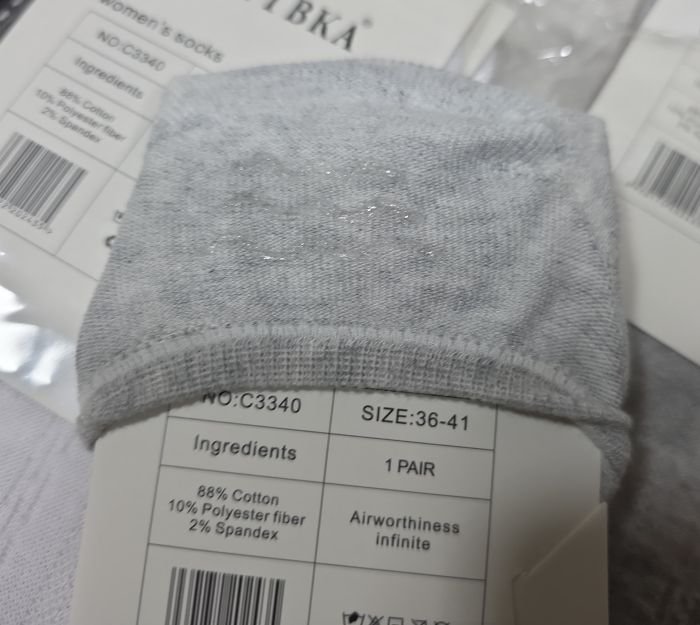 BKA®
women's socks
NO:C3340
Ingredients
88% Cotton
10% Polyester fiber
2% Spandex
NO:C3340
SIZE:36-41
Ingredients
1 PAIR
88% Cotton
10% Polyester fiber
2% Spandex
Airworthiness
infinite